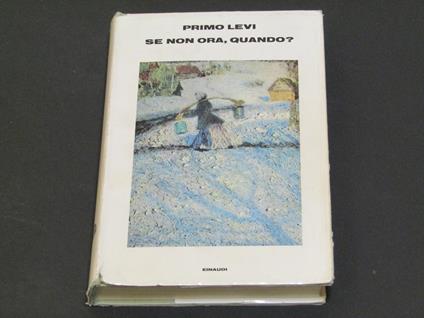 PRIMO LEVI
SE NON ORA, QUANDO?
EINAUDI